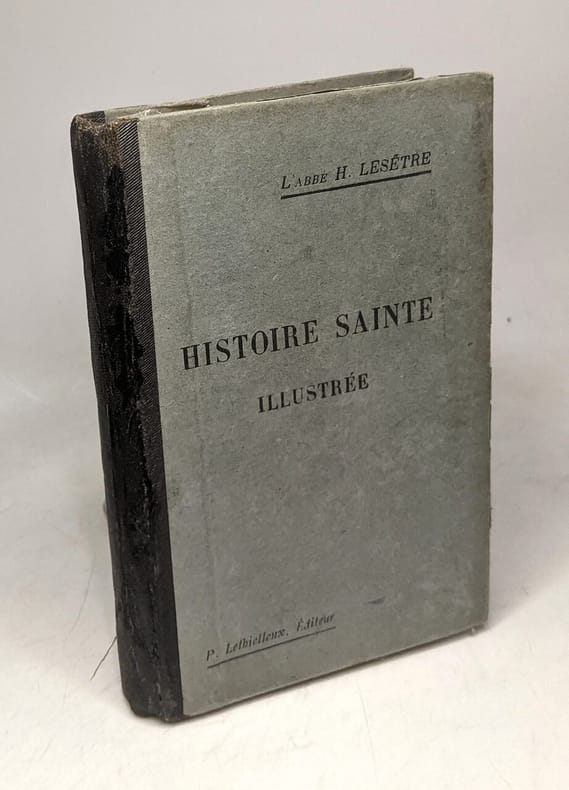 L'ABBÉ H. LESÊTRE
HISTOIRE SAINTE
ILLUSTRÉE
P. Lethielleux, Éditeur